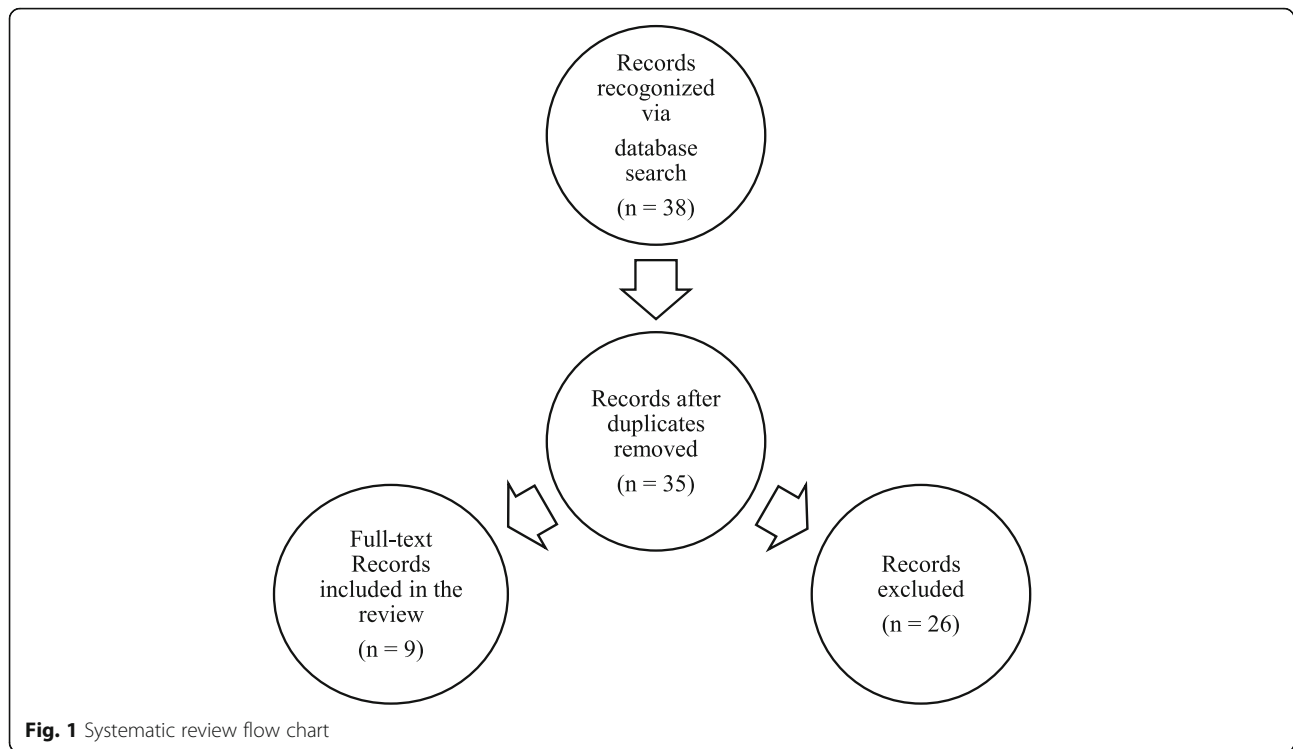 Records
recogonized
via
database
search
(n = 38)
Records after
duplicates
removed
(n = 35)
Full-text
Records
included in the
review
(n = 9)
Records
excluded
(n = 26)
Fig. 1 Systematic review flow chart